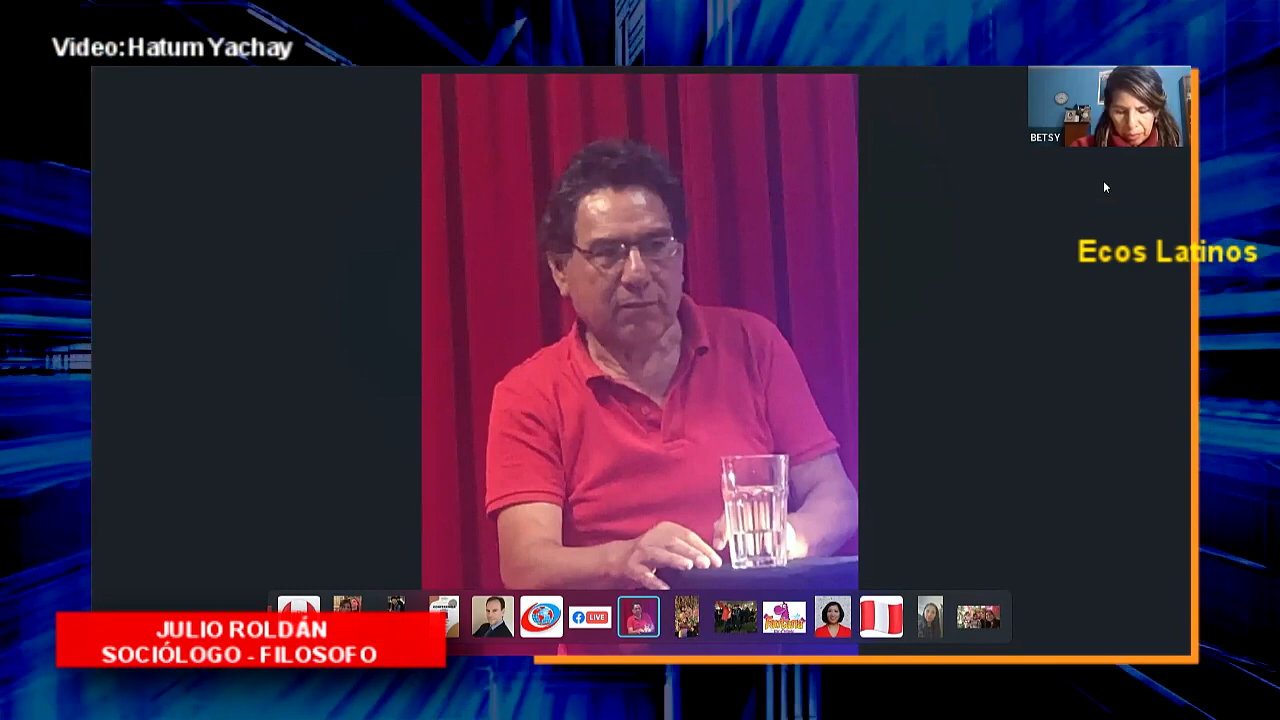 Video:Hatum Yachay
BETSY
Ecos Latinos
LIVE
JULIO ROLDÁN
SOCIÓLOGO - FILOSOFO